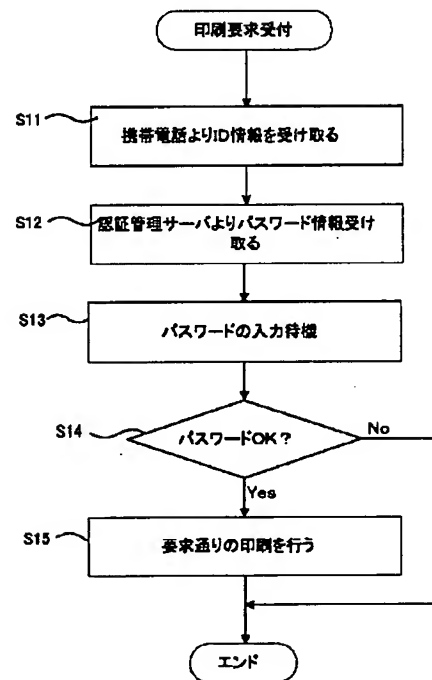 印刷要求受付
S11
携帯電話よりID情報を受け取る
S12
認証管理サーバよりパスワード情報受け
取る
S13
パスワードの入力待機
S14
パスワードOK?
No
Yes
S15
要求通りの印刷を行う
エンド